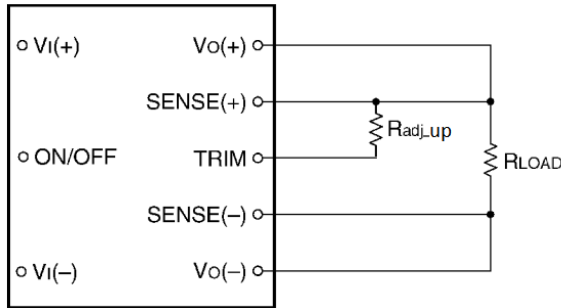 VI(+) VO(+)
SENSE(+)
Radj_up
ON/OFF TRIM
RLOAD
SENSE(–)
VI(–) VO(–)